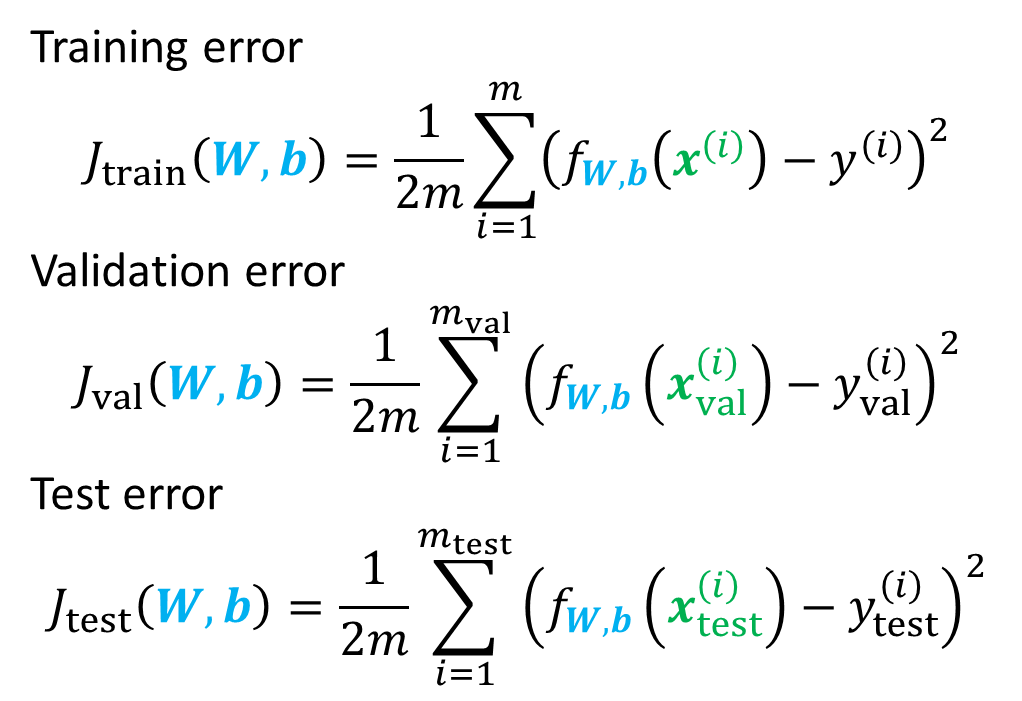 Training error
J_train(W, b) = 1/2m ∑_{i=1}^{m} (f_{W,b}(x^{(i)}) − y^{(i)})^2
Validation error
J_val(W, b) = 1/2m ∑_{i=1}^{m_val} (f_{W,b}(x_val^{(i)}) − y_val^{(i)})^2
Test error
J_test(W, b) = 1/2m ∑_{i=1}^{m_test} (f_{W,b}(x_test^{(i)}) − y_test^{(i)})^2